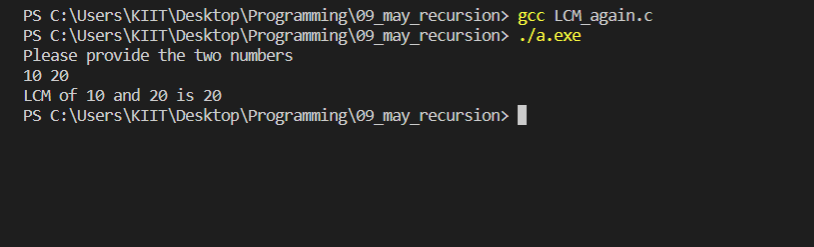 PS C:\Users\KIIT\Desktop\Programming\09_may_recursion> gcc LCM_again.c
PS C:\Users\KIIT\Desktop\Programming\09_may_recursion> ./a.exe
Please provide the two numbers
10 20
LCM of 10 and 20 is 20
PS C:\Users\KIIT\Desktop\Programming\09_may_recursion>